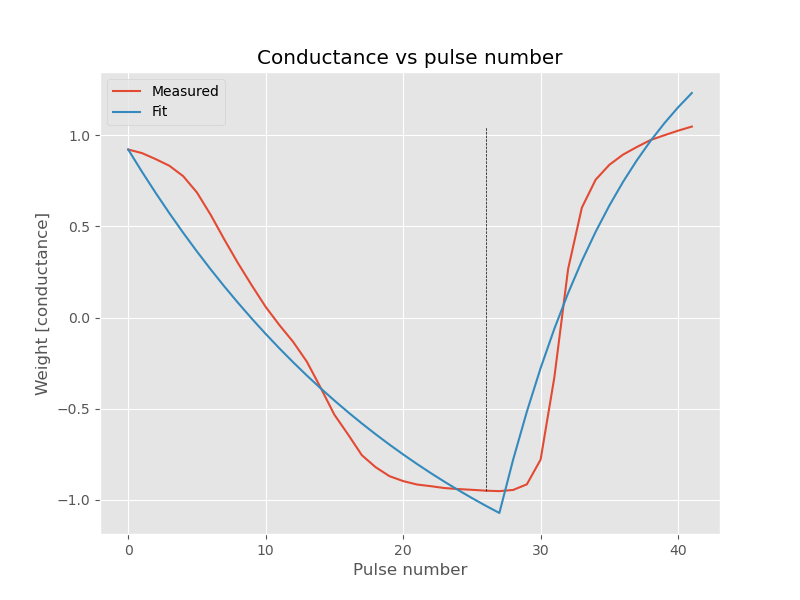 Conductance vs pulse number
Measured
Fit
1.0
0.5
0.0
−0.5
−1.0
Weight [conductance]
0 10 20 30 40
Pulse number